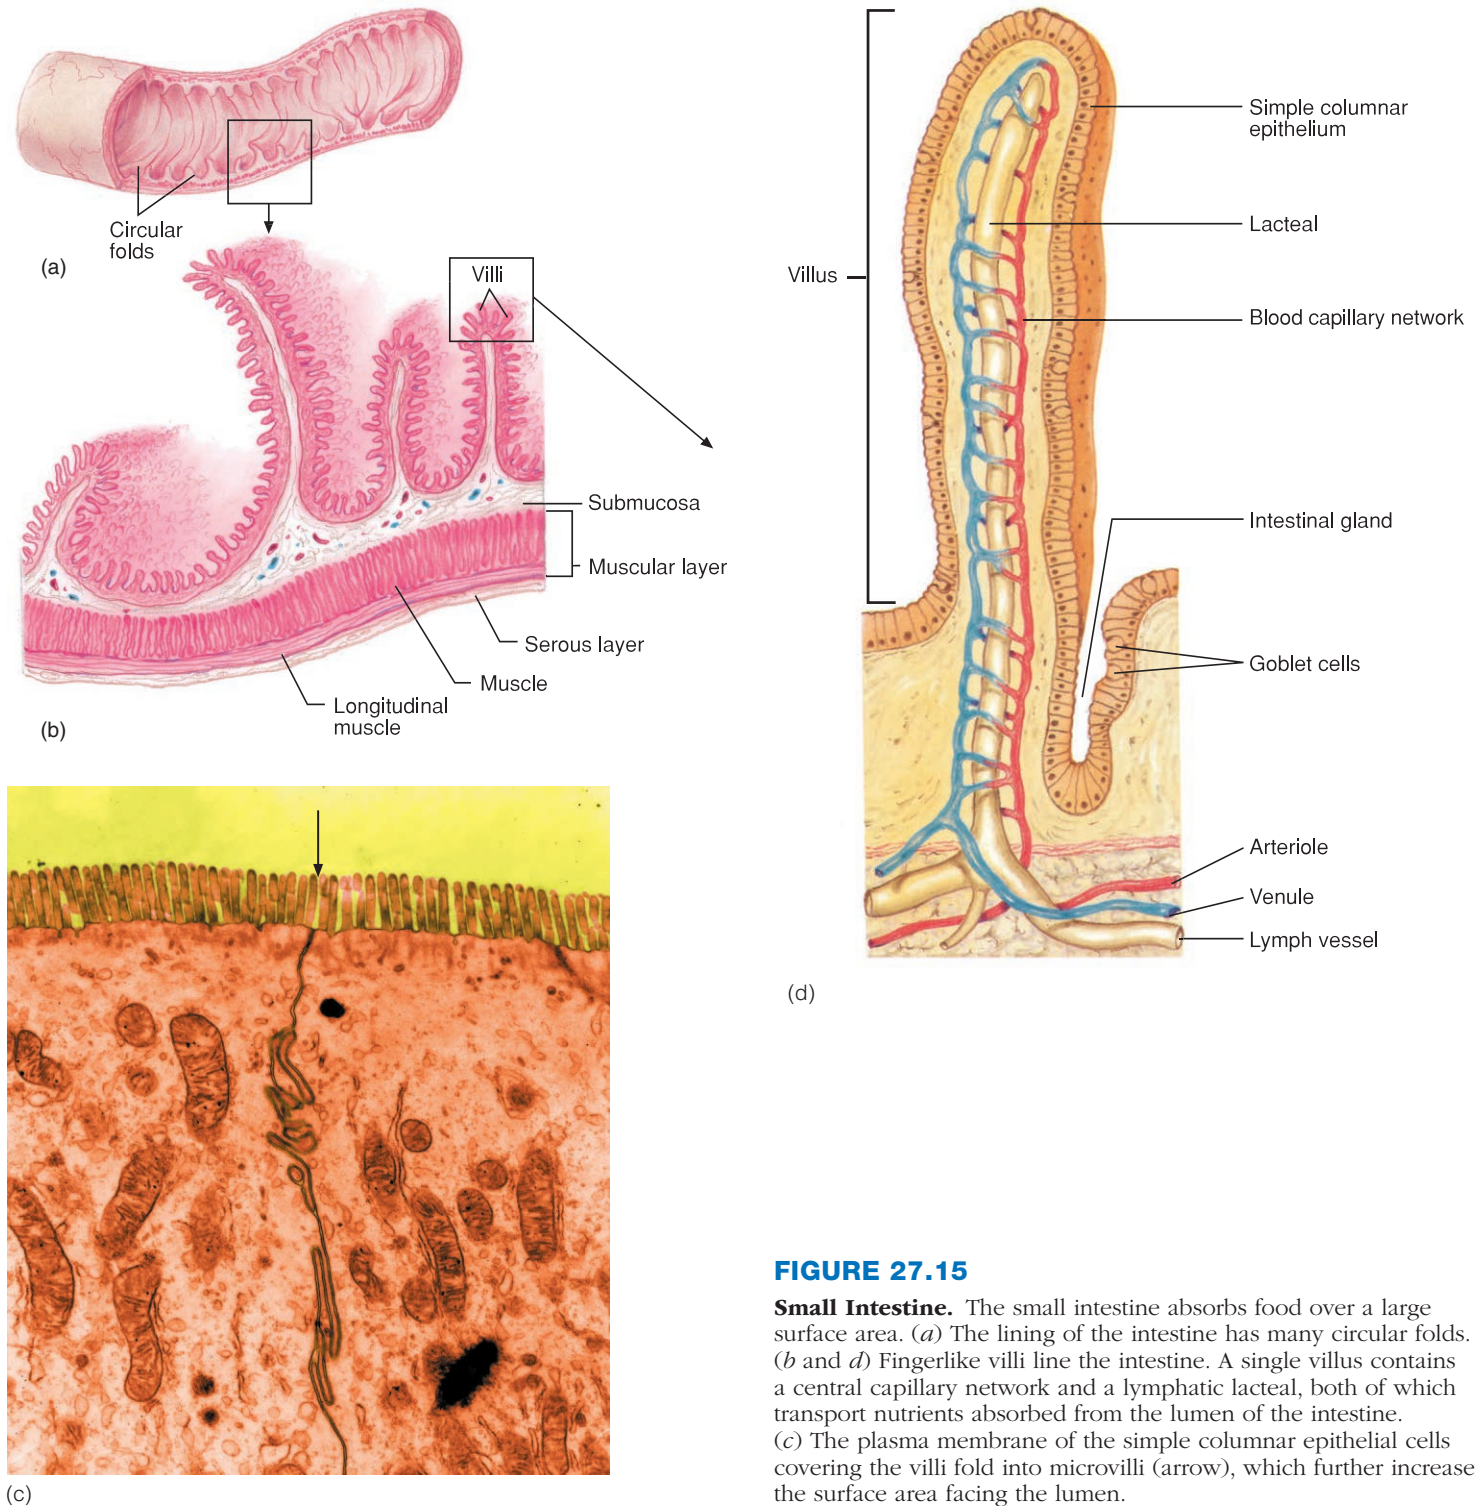 Circular
folds
(a)
Villi
Submucosa
Muscular layer
Serous layer
Muscle
Longitudinal
muscle
(b)
(c)
Villus
Simple columnar
epithelium
Lacteal
Blood capillary network
Intestinal gland
Goblet cells
Arteriole
Venule
Lymph vessel
(d)
FIGURE 27.15
Small Intestine. The small intestine absorbs food over a large
surface area. (a) The lining of the intestine has many circular folds.
(b and d) Fingerlike villi line the intestine. A single villus contains
a central capillary network and a lymphatic lacteal, both of which
transport nutrients absorbed from the lumen of the intestine.
(c) The plasma membrane of the simple columnar epithelial cells
covering the villi fold into microvilli (arrow), which further increase
the surface area facing the lumen.